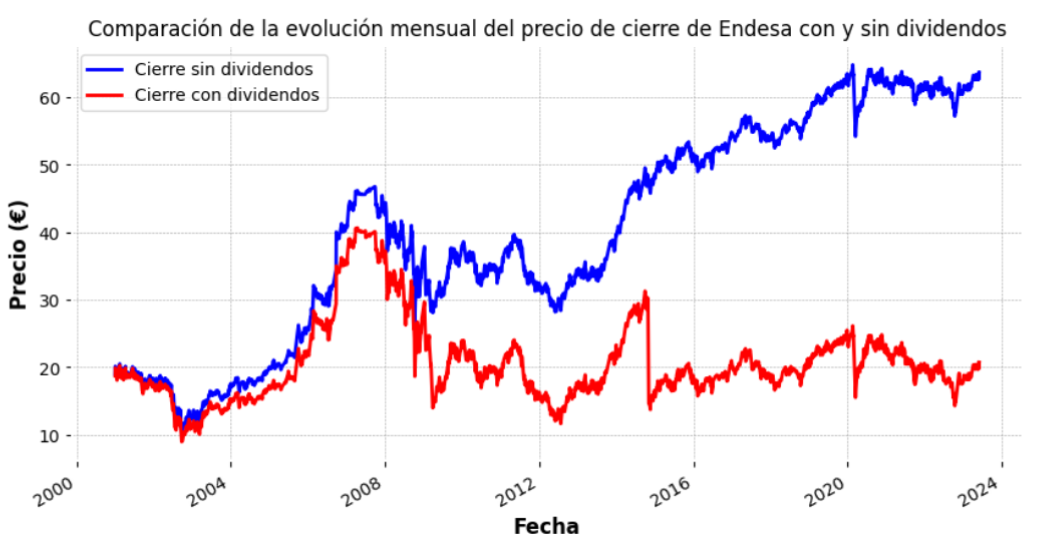 Comparación de la evolución mensual del precio de cierre de Endesa con y sin dividendos
Cierre sin dividendos
Cierre con dividendos
60
50
40
30
20
10
Precio (€)
2000
2004
2008
2012
2016
2020
2024
Fecha